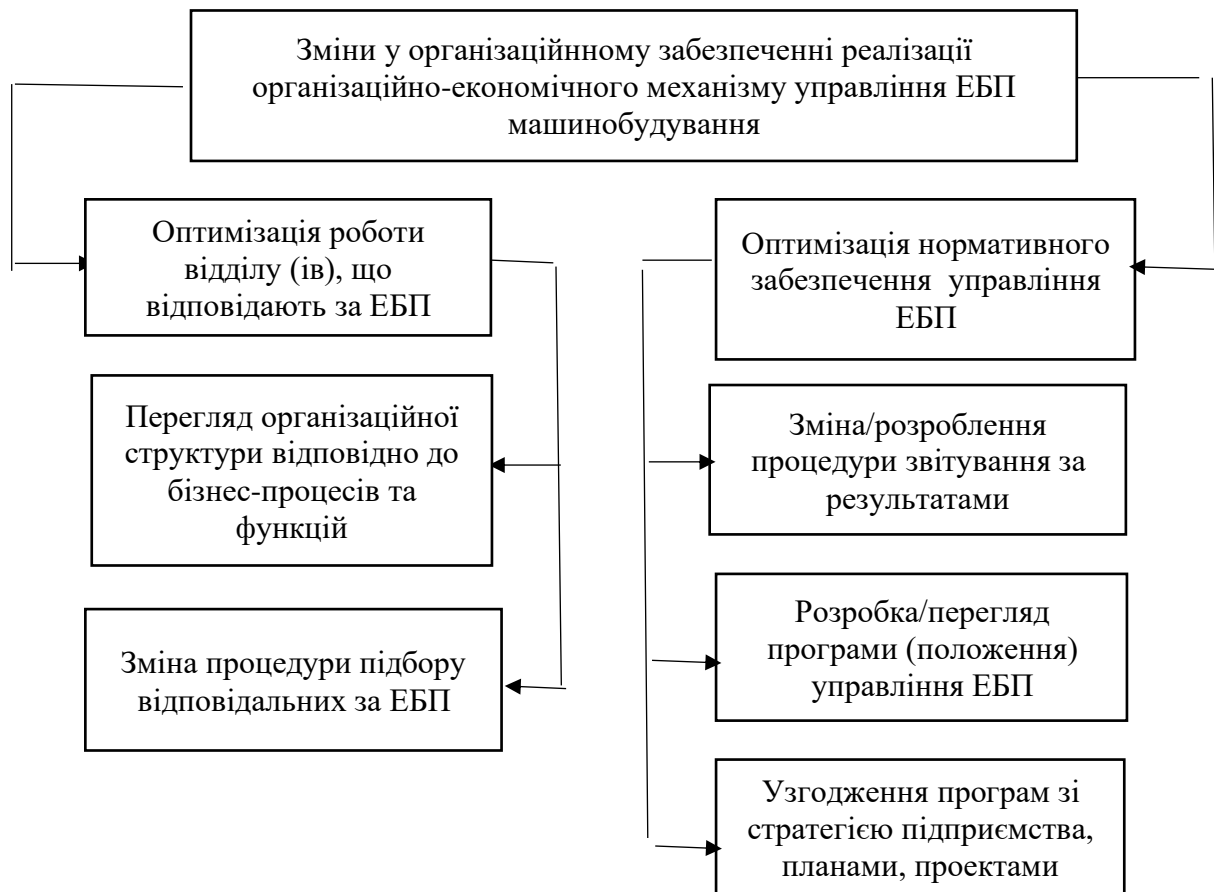 Зміни у організаційнному забезпеченні реалізації
організаційно-економічного механізму управління ЕБП
машинобудування
Оптимізація роботи
відділу (ів), що
відповідають за ЕБП
Перегляд організаційної
структури відповідно до
бізнес-процесів та
функцій
Зміна процедури підбору
відповідальних за ЕБП
Оптимізація нормативного
забезпечення управління
ЕБП
Зміна/розроблення
процедури звітування за
результатами
Розробка/перегляд
програми (положення)
управління ЕБП
Узгодження програм зі
стратегією підприємства,
планами, проектами